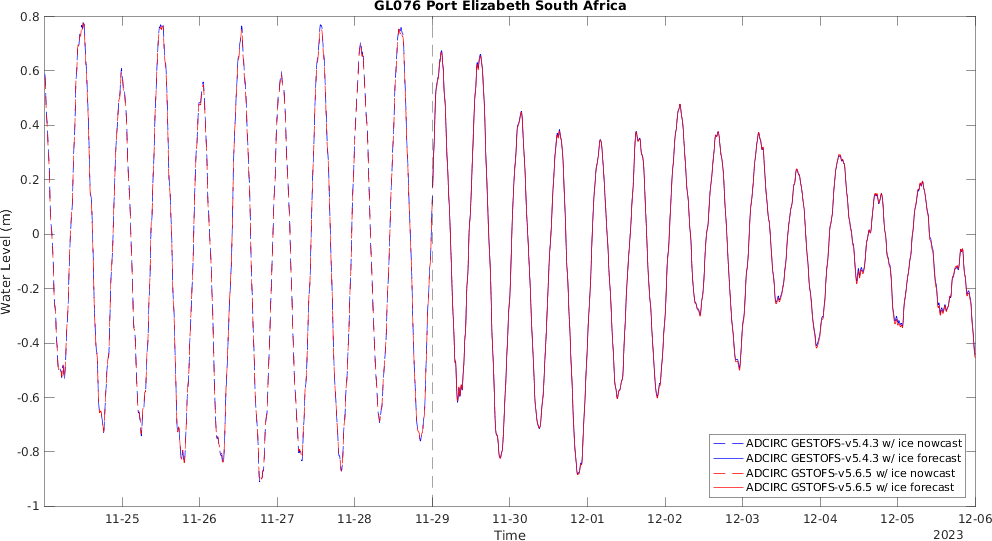 GL076 Port Elizabeth South Africa
0.8
0.6
0.4
0.2
0
-0.2
-0.4
-0.6
-0.8
-1
Water Level (m)
ADCIRC GESTOFS-v5.4.3 w/ ice nowcast
ADCIRC GESTOFS-v5.4.3 w/ ice forecast
ADCIRC GSTOFS-v5.6.5 w/ ice nowcast
ADCIRC GSTOFS-v5.6.5 w/ ice forecast
11-25 11-26 11-27 11-28 11-29 11-30 12-01 12-02 12-03 12-04 12-05 12-06
Time
2023